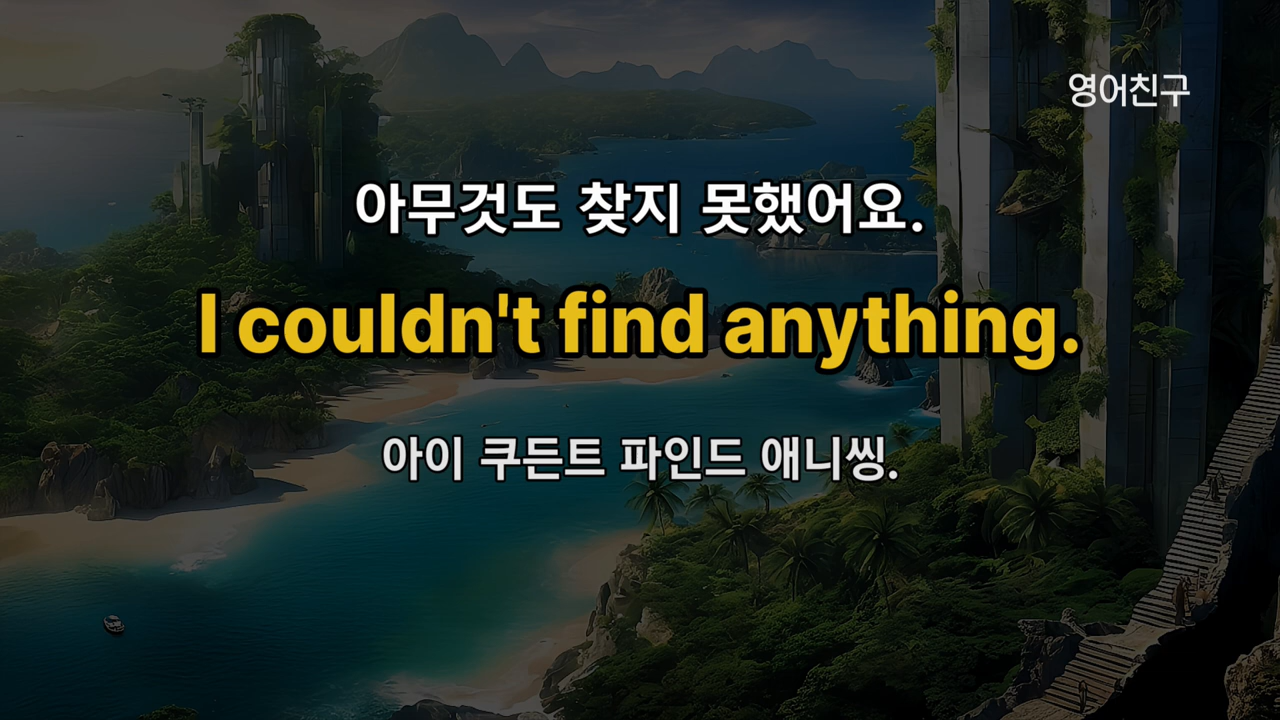 영어친구
아무것도 찾지 못했어요.
I couldn't find anything.
아이 쿠든트 파인드 애니씽.